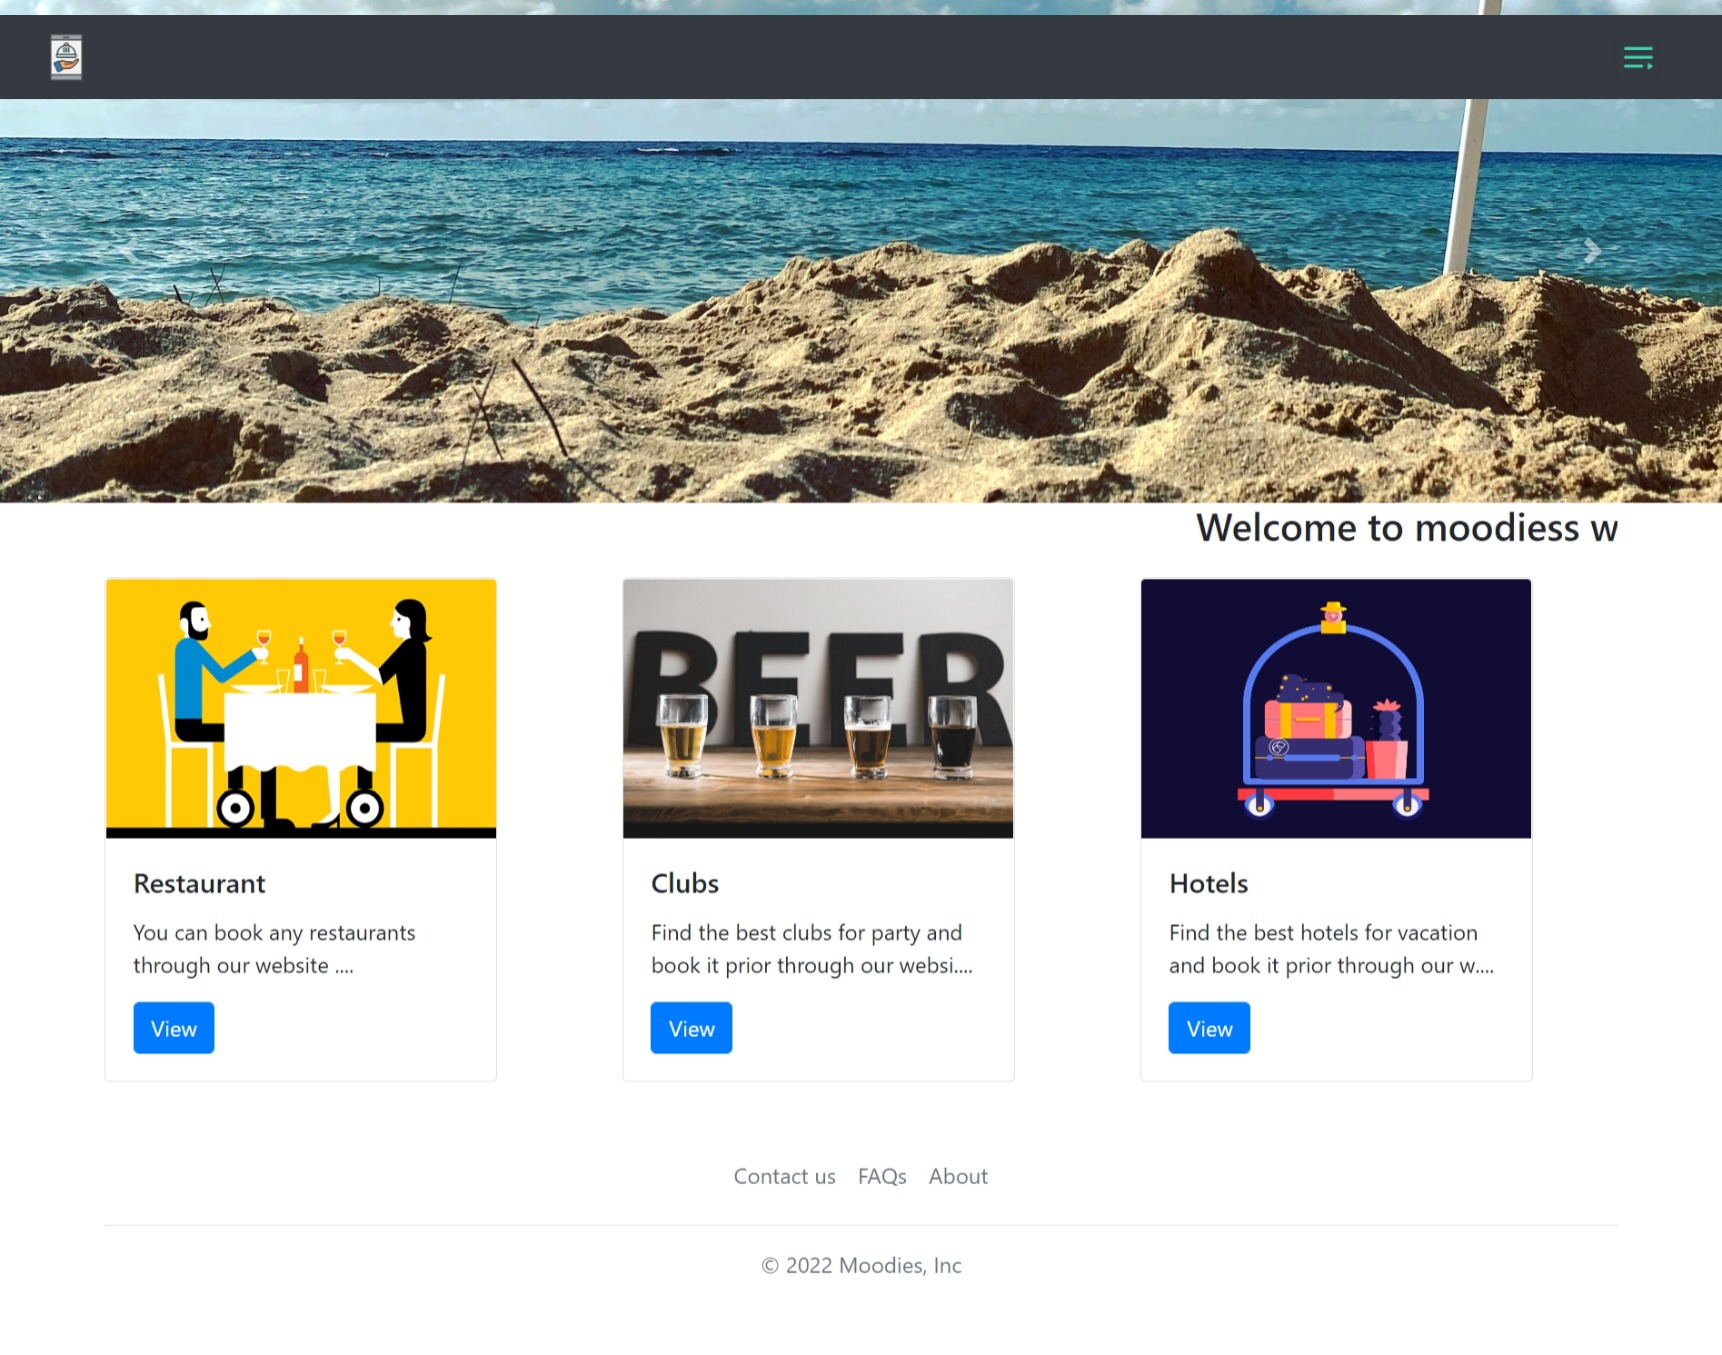 Welcome to moodiess w
BEER
Restaurant
You can book any restaurants
through our website ....
View
Clubs
Find the best clubs for party and
book it prior through our websi....
View
Hotels
Find the best hotels for vacation
and book it prior through our w....
View
Contact us FAQs About
© 2022 Moodies, Inc